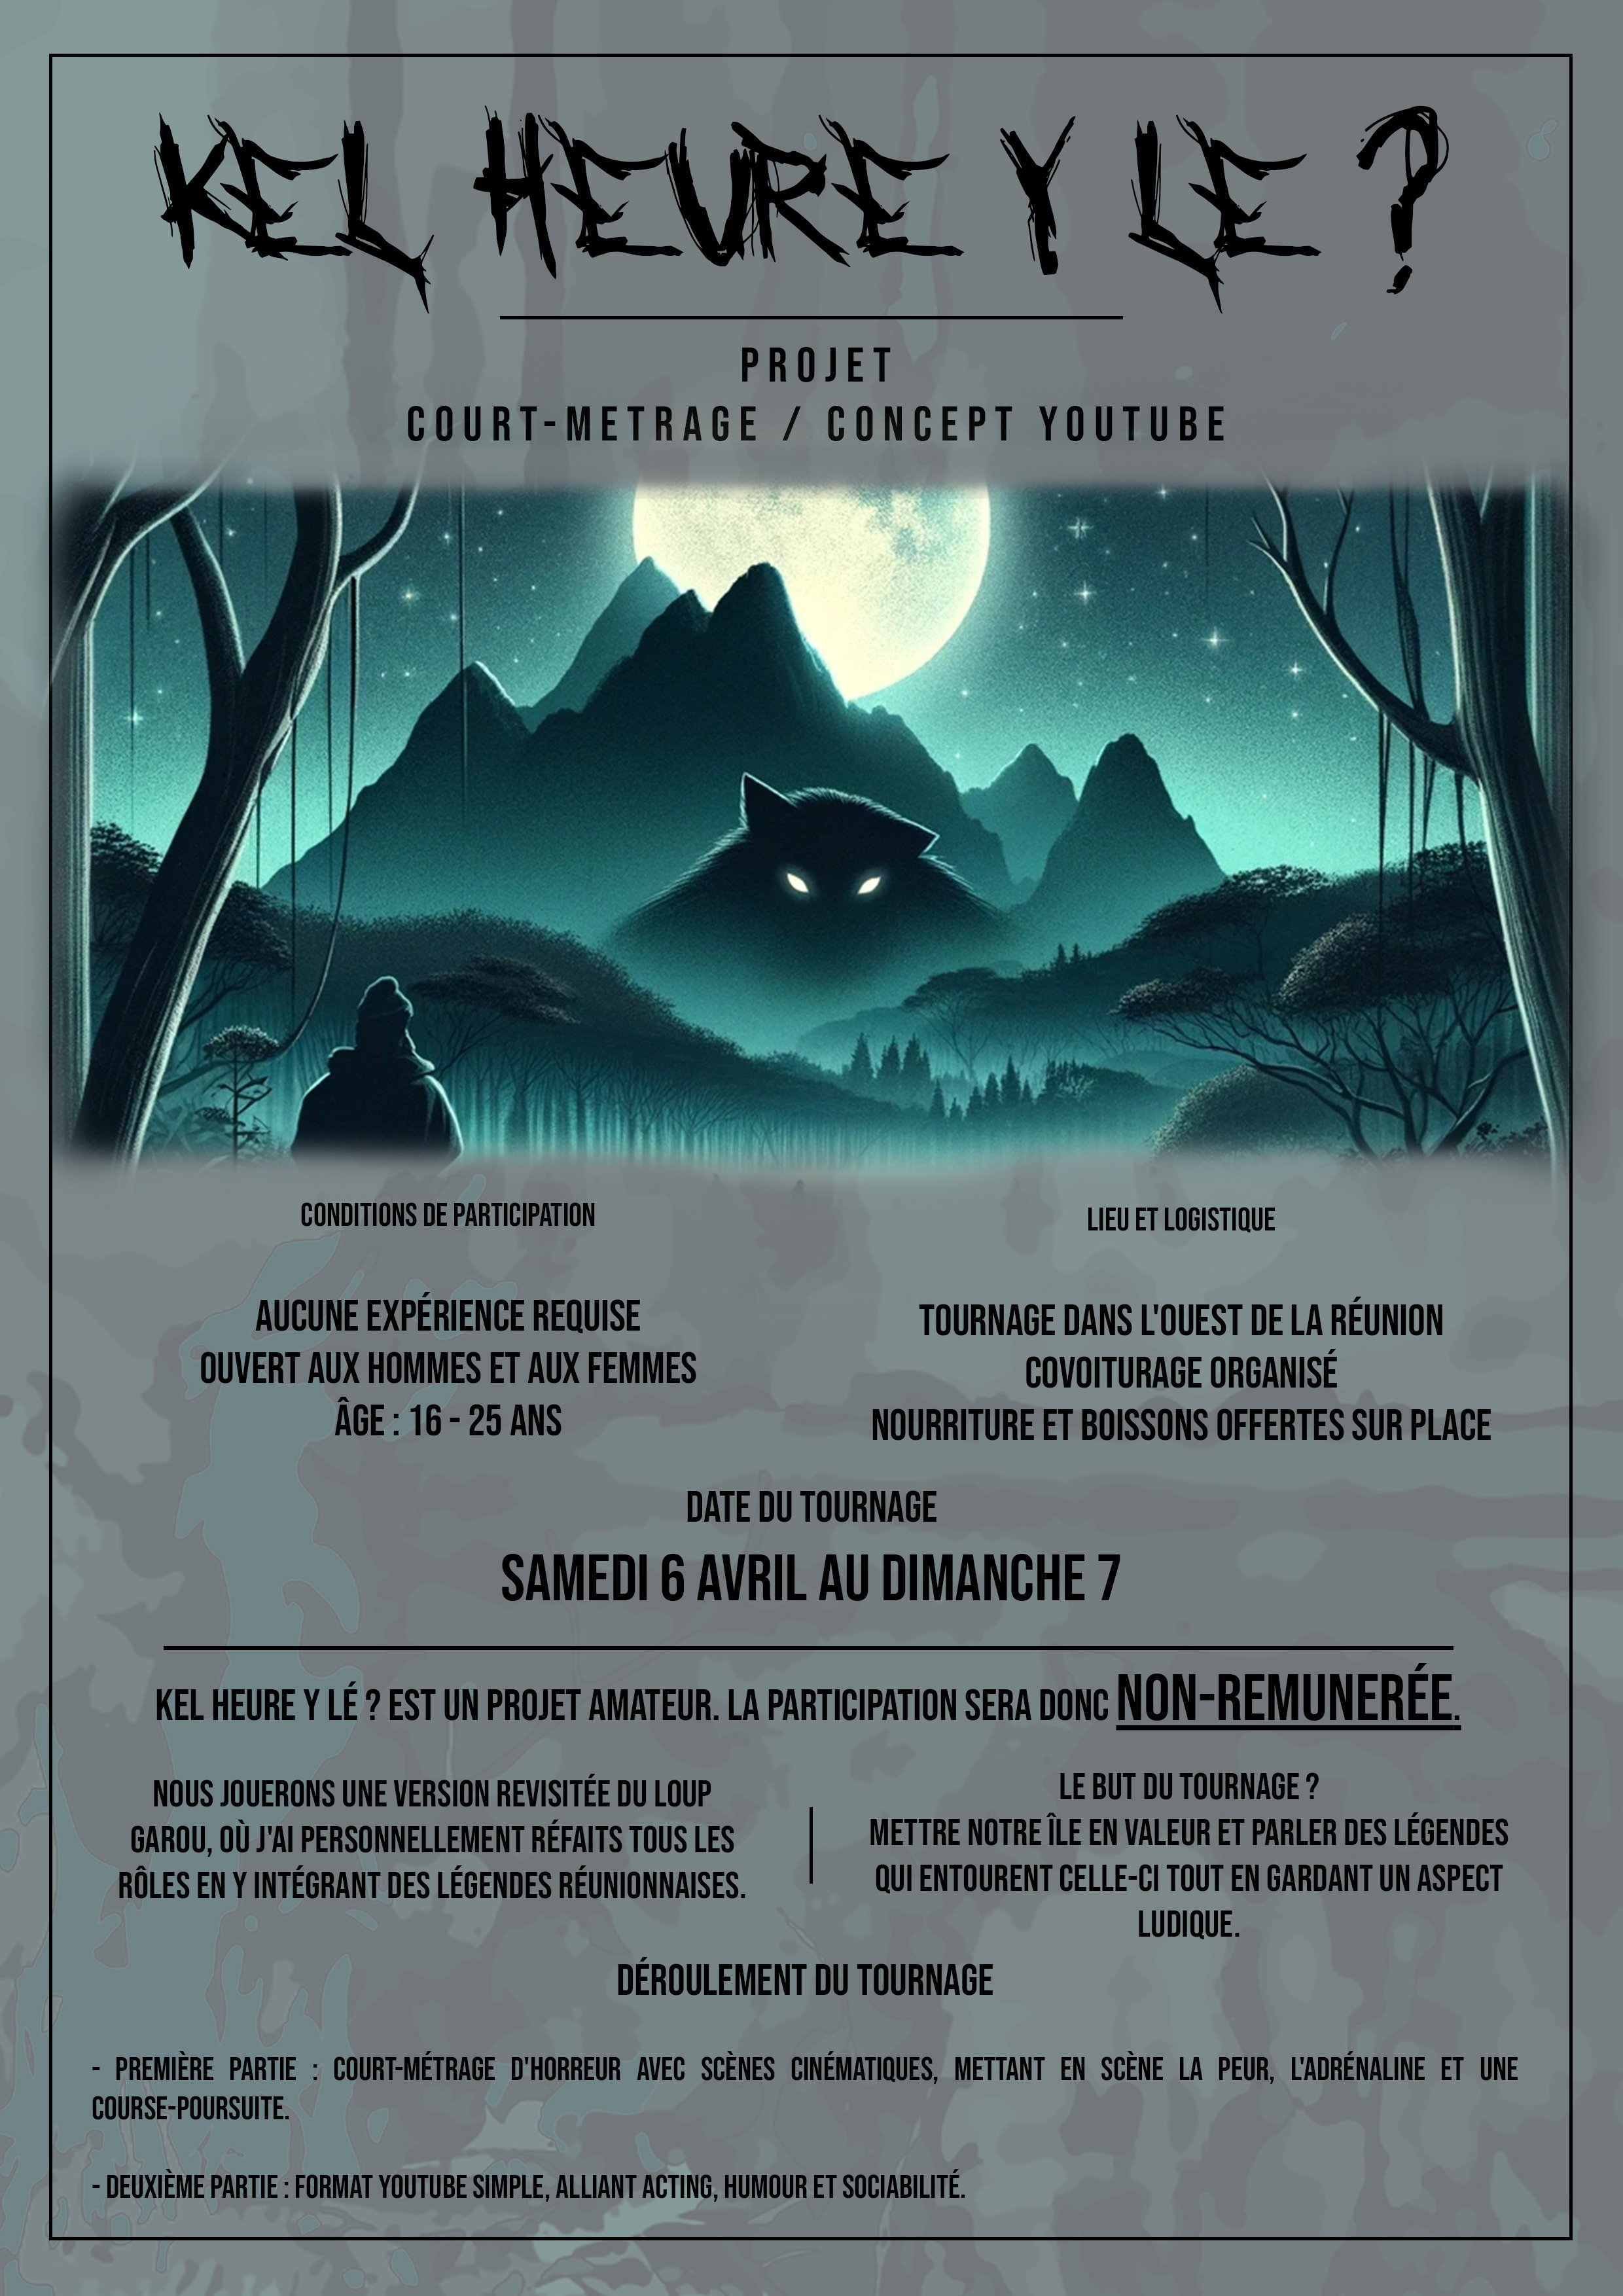 KEL HEURE Y LE ?
PROJET
COURT-METRAGE / CONCEPT YOUTUBE
CONDITIONS DE PARTICIPATION
AUCUNE EXPÉRIENCE REQUISE
OUVERT AUX HOMMES ET AUX FEMMES
ÂGE : 16 - 25 ANS
LIEU ET LOGISTIQUE
TOURNAGE DANS L'OUEST DE LA RÉUNION
COVOITURAGE ORGANISÉ
NOURRITURE ET BOISSONS OFFERTES SUR PLACE
DATE DU TOURNAGE
SAMEDI 6 AVRIL AU DIMANCHE 7
KEL HEURE Y LÉ ? EST UN PROJET AMATEUR. LA PARTICIPATION SERA DONC NON-REMUNERÉE.
NOUS JOUERONS UNE VERSION REVISITÉE DU LOUP
GAROU, OÙ J'AI PERSONNELLEMENT RÉFAITS TOUS LES
RÔLES EN Y INTÉGRANT DES LÉGENDES RÉUNIONNAISES.
LE BUT DU TOURNAGE ?
METTRE NOTRE ÎLE EN VALEUR ET PARLER DES LÉGENDES
QUI ENTOURENT CELLE-CI TOUT EN GARDANT UN ASPECT
LUDIQUE.
DÉROULEMENT DU TOURNAGE
- PREMIÈRE PARTIE : COURT-MÉTRAGE D'HORREUR AVEC SCÈNES CINÉMATIQUES, METTANT EN SCÈNE LA PEUR, L'ADRÉNALINE ET UNE
COURSE-POURSUITE.
- DEUXIÈME PARTIE : FORMAT YOUTUBE SIMPLE, ALLIANT ACTING, HUMOUR ET SOCIABILITÉ.